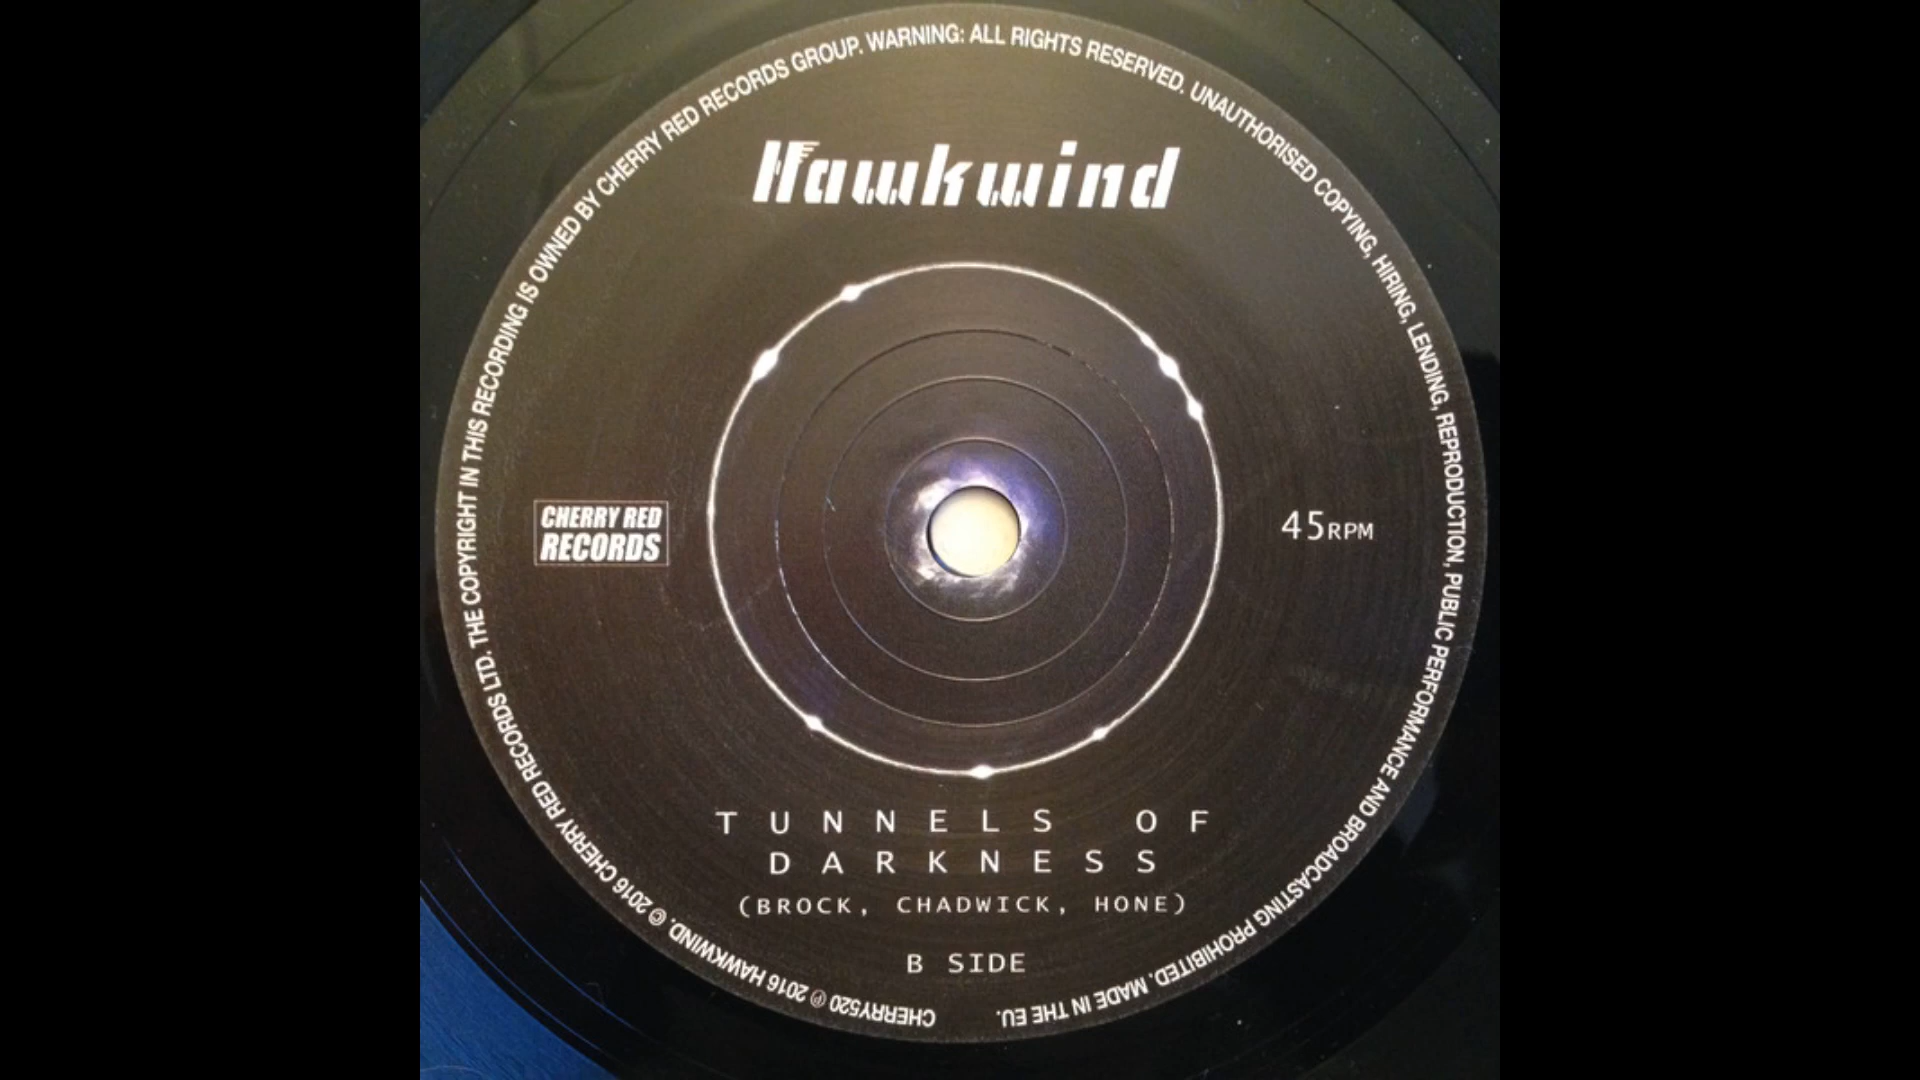 CHERRY520 ℗ 2016 HAWKWIND. © 2016 CHERRY RED RECORDS LTD. THE COPYRIGHT IN THIS RECORDING IS OWNED BY CHERRY RED RECORDS GROUP. WARNING: ALL RIGHTS RESERVED. UNAUTHORISED COPYING, HIRING, LENDING, REPRODUCTION, PUBLIC PERFORMANCE AND BROADCASTING PROHIBITED. MADE IN THE EU.
Hawkwind
CHERRY RED
RECORDS
45RPM
TUNNELS OF
DARKNESS
(BROCK, CHADWICK, HONE)
B SIDE